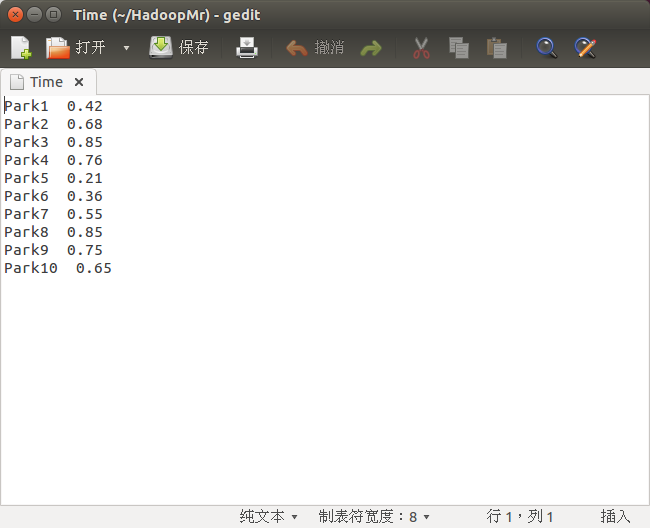 Time (~/HadoopMr) - gedit
打开 保存 撤消
Time
Park1  0.42
Park2  0.68
Park3  0.85
Park4  0.76
Park5  0.21
Park6  0.36
Park7  0.55
Park8  0.85
Park9  0.75
Park10  0.65
纯文本 制表符宽度：8 行 1，列 1 插入